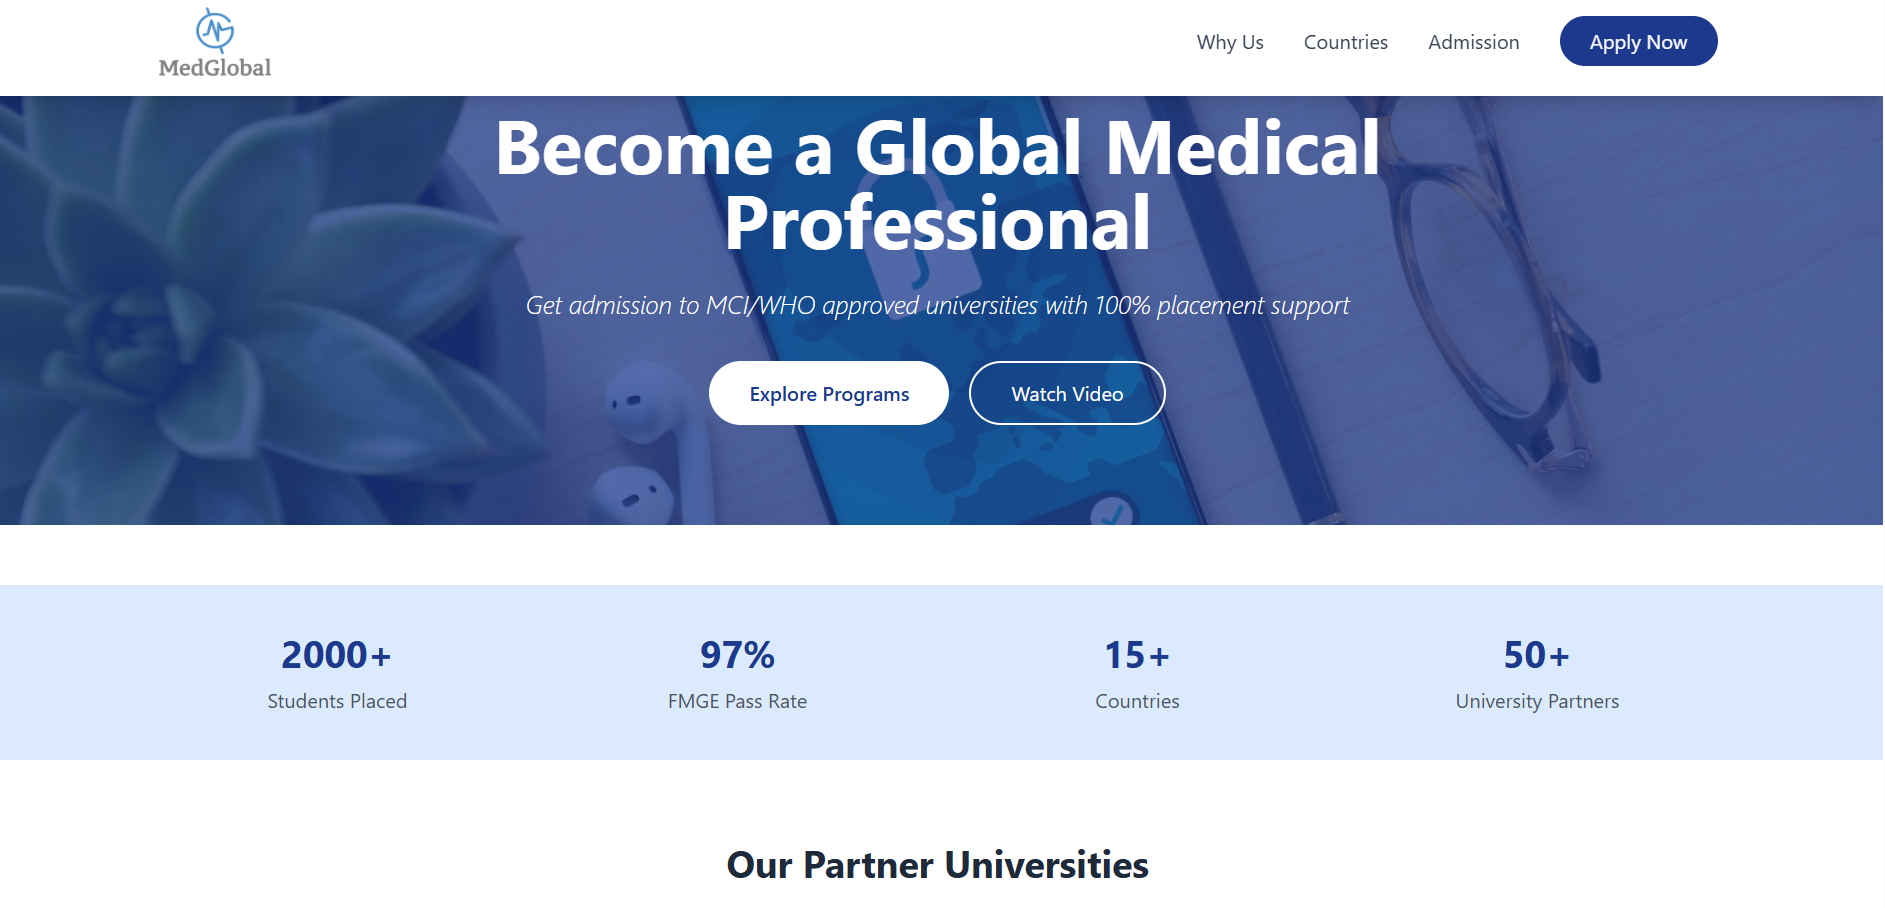 MedGlobal
Why Us
Countries
Admission
Apply Now
Become a Global Medical
Professional
Get admission to MCI/WHO approved universities with 100% placement support
Explore Programs
Watch Video
2000+
Students Placed
97%
FMGE Pass Rate
15+
Countries
50+
University Partners
Our Partner Universities